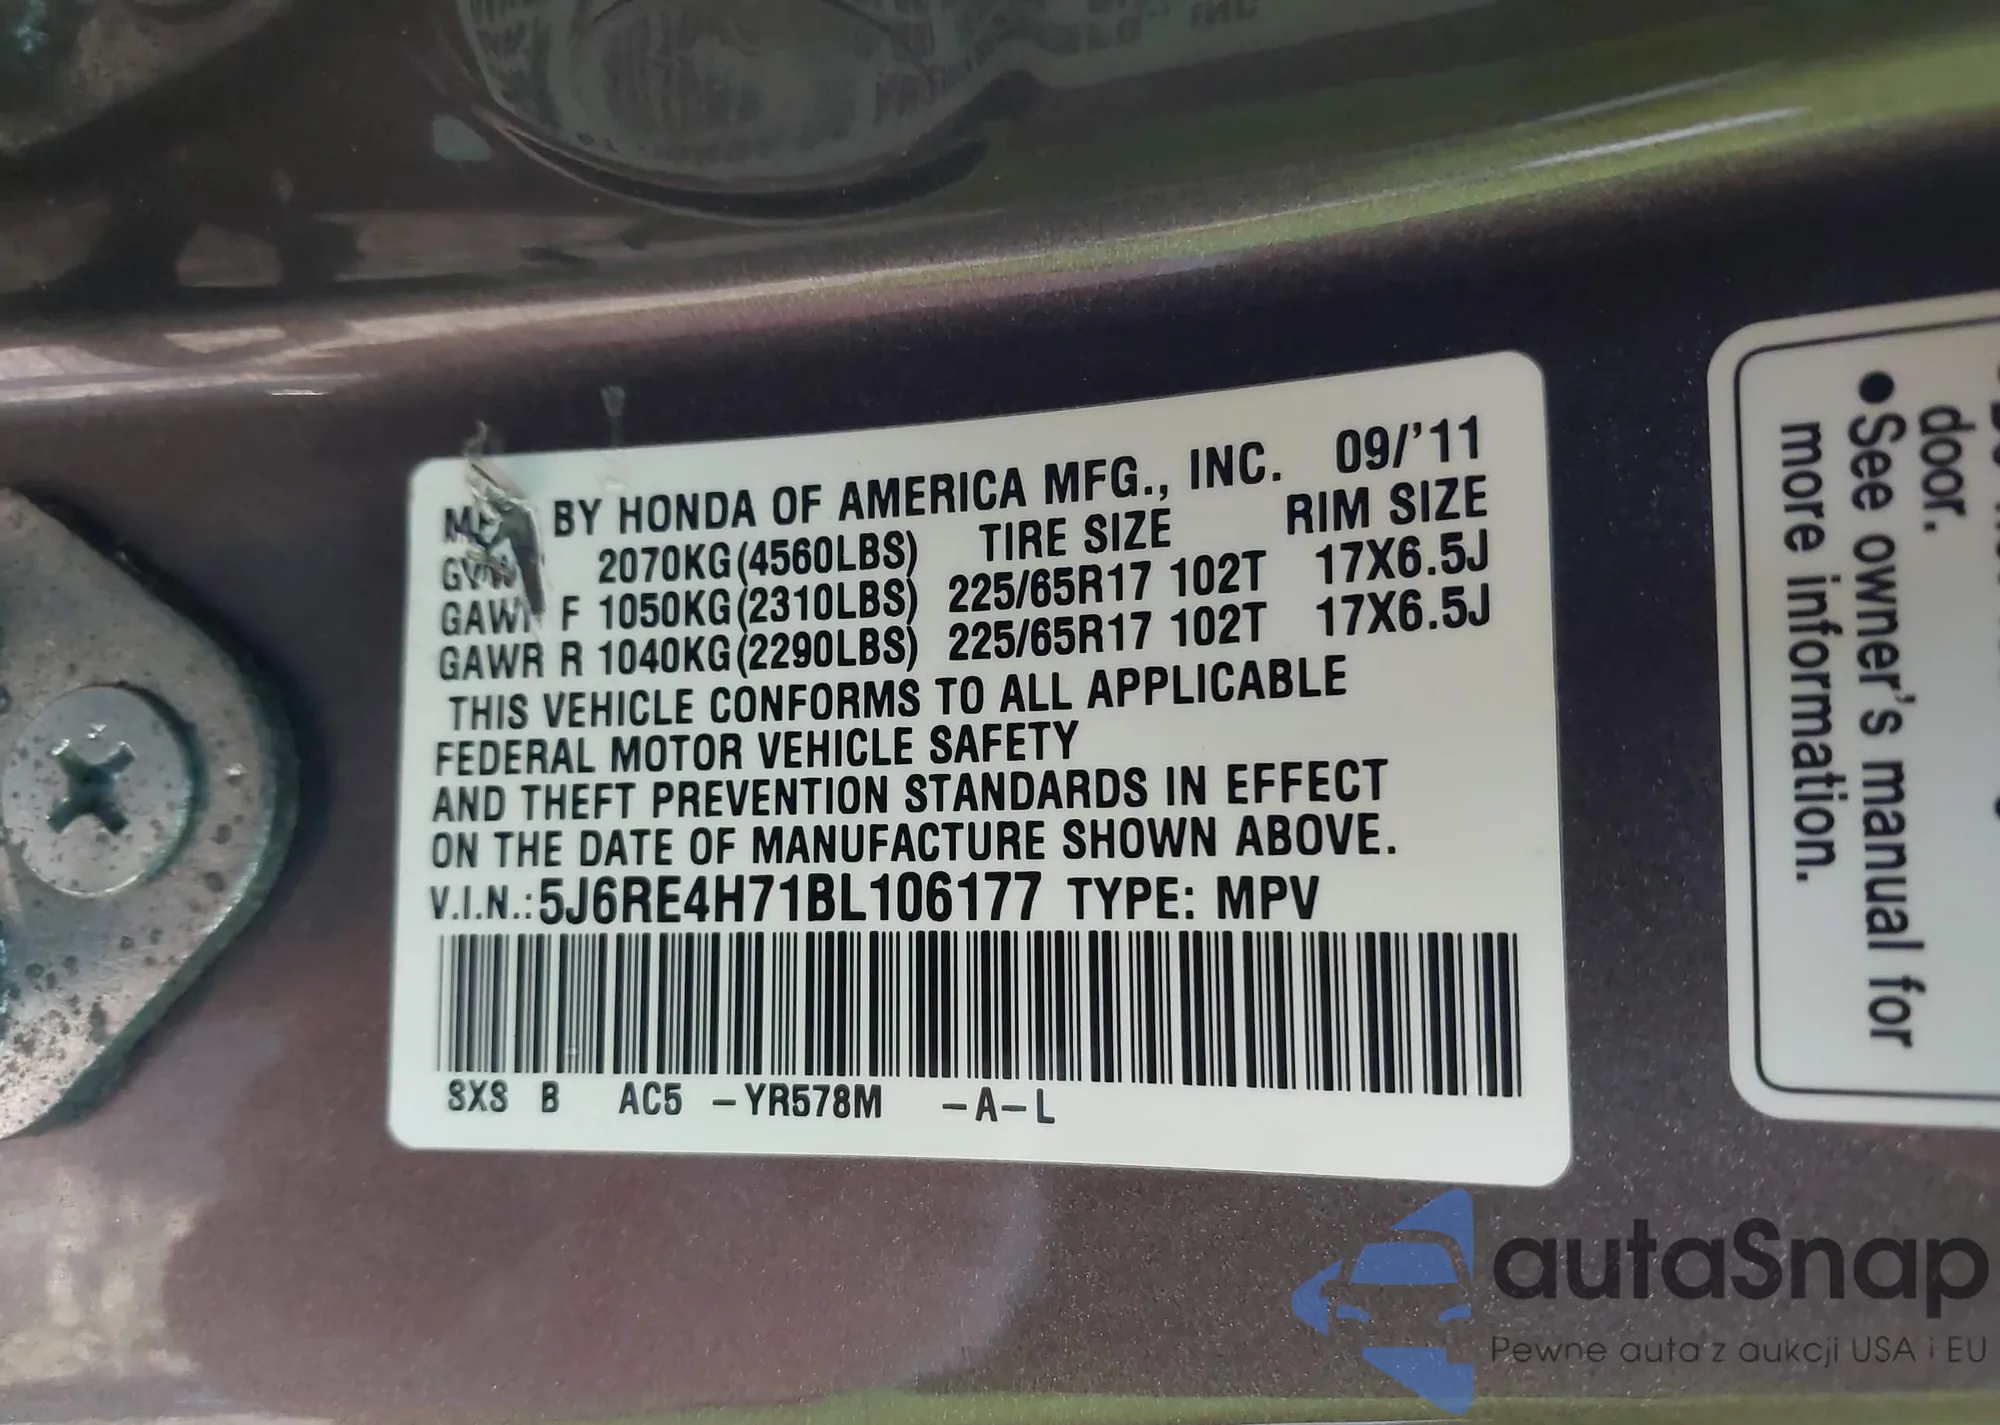 MF BY HONDA OF AMERICA MFG., INC. 09/'11
2070KG(4560LBS) TIRE SIZE RIM SIZE
GAWR F 1050KG(2310LBS) 225/65R17 102T 17X6.5J
GAWR R 1040KG(2290LBS) 225/65R17 102T 17X6.5J
THIS VEHICLE CONFORMS TO ALL APPLICABLE
FEDERAL MOTOR VEHICLE SAFETY
AND THEFT PREVENTION STANDARDS IN EFFECT
ON THE DATE OF MANUFACTURE SHOWN ABOVE.
V.I.N.:5J6RE4H71BL106177 TYPE: MPV
SXS B AC5 -YR578M -A-L
door.
●See owner's manual for
more information.
autaSnap
Pewne auta z aukcji USA i EU